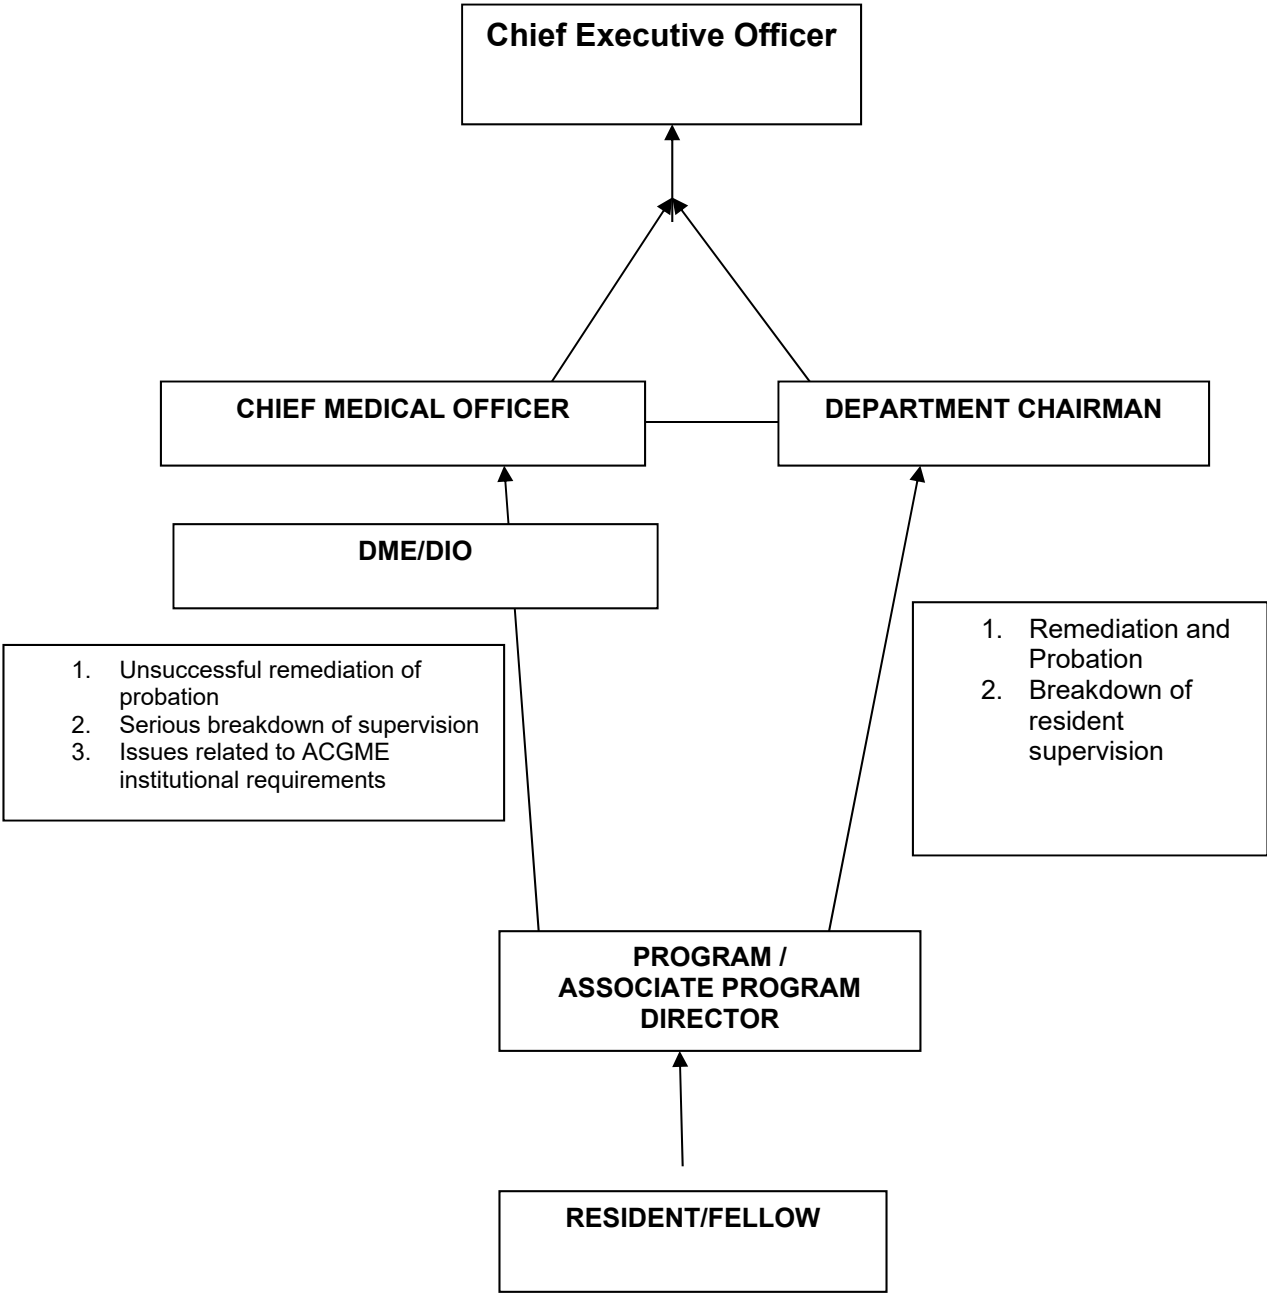 Chief Executive Officer
CHIEF MEDICAL OFFICER
DEPARTMENT CHAIRMAN
DME/DIO
1. Unsuccessful remediation of
probation
2. Serious breakdown of supervision
3. Issues related to ACGME
institutional requirements
1. Remediation and
Probation
2. Breakdown of
resident
supervision
PROGRAM /
ASSOCIATE PROGRAM
DIRECTOR
RESIDENT/FELLOW